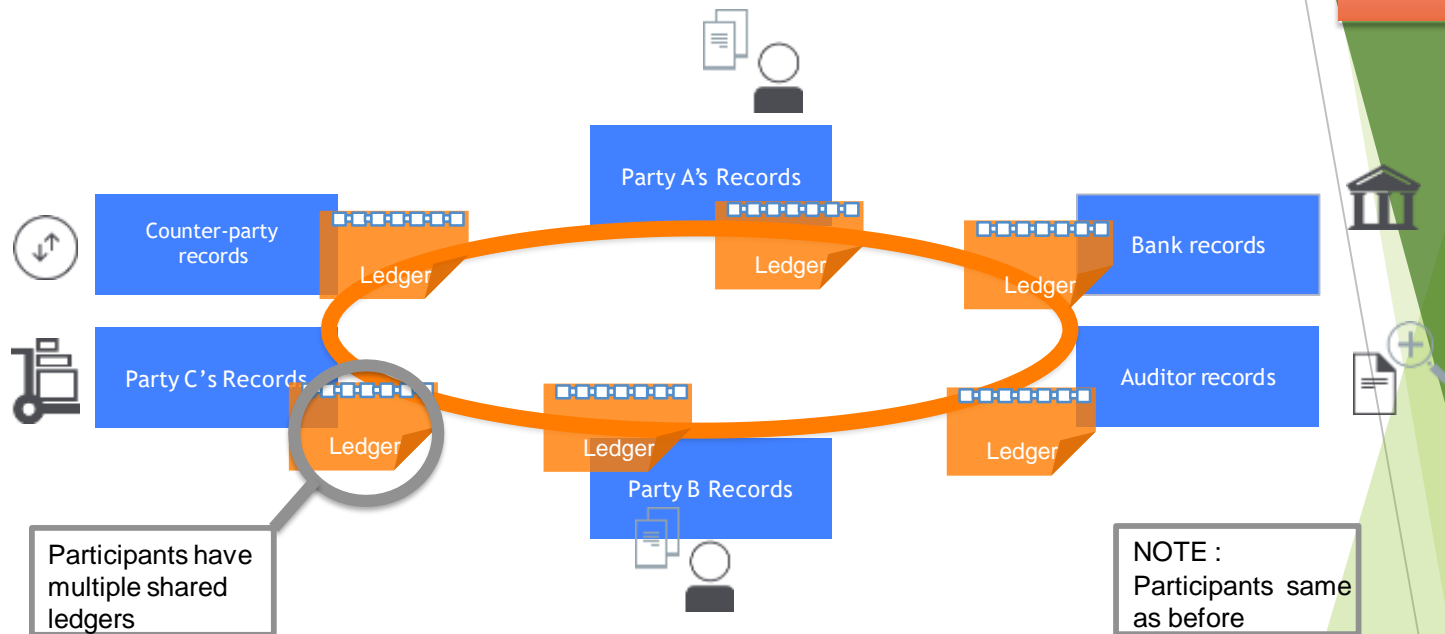 Party A's Records
Counter-party
records
Bank records
Ledger
Ledger
Ledger
Party C's Records
Auditor records
Ledger
Ledger
Ledger
Party B Records
Participants have
multiple shared
ledgers
NOTE :
Participants same
as before